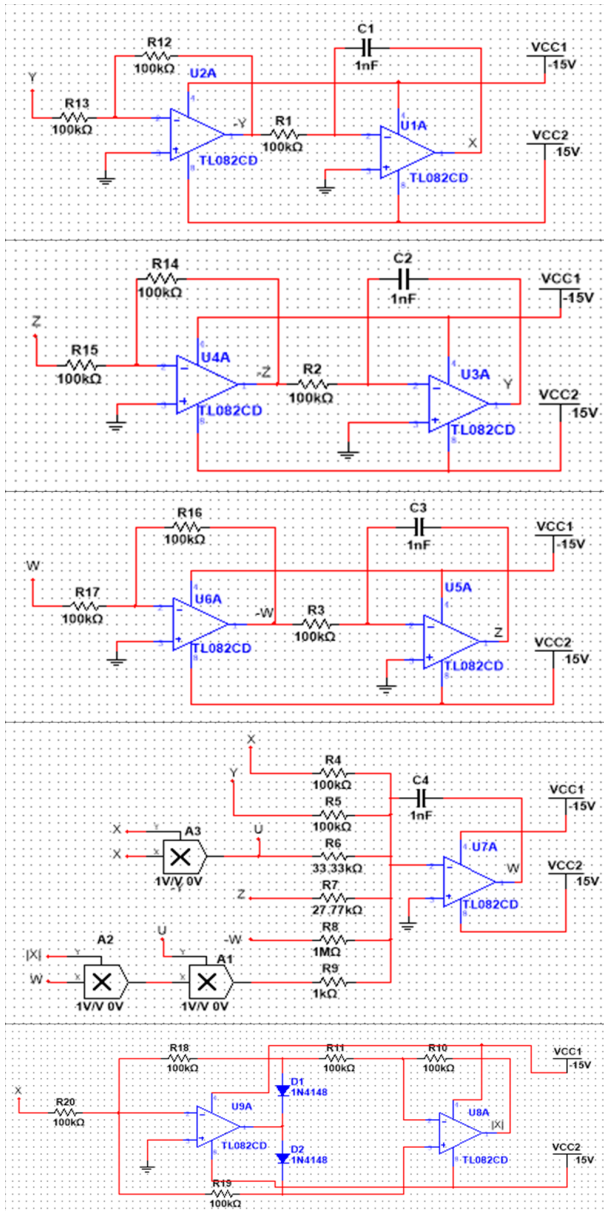 C1
1nF
R12
100kΩ
U2A
VCC1
-15V
Y
R13
100kΩ
-Y
R1
100kΩ
U1A
X
VCC2
15V
TL082CD
TL082CD
R14
100kΩ
C2
1nF
VCC1
-15V
Z
R15
100kΩ
U4A
-Z
R2
100kΩ
U3A
Y
VCC2
15V
TL082CD
TL082CD
R16
100kΩ
C3
1nF
VCC1
-15V
W
R17
100kΩ
U6A
-W
R3
100kΩ
U5A
Z
VCC2
15V
TL082CD
TL082CD
X
R4
100kΩ
Y
R5
100kΩ
C4
1nF
VCC1
-15V
X
Y
A3
U
X
X
1V/V 0V
-Y
R6
33.33kΩ
U7A
W
VCC2
15V
TL082CD
Z
R7
27.77kΩ
-W
R8
1MΩ
U
A2
|X|
Y
W
X
1V/V 0V
Y
A1
X
1V/V 0V
R9
1kΩ
R18
100kΩ
R11
100kΩ
R10
100kΩ
VCC1
-15V
X
R20
100kΩ
U9A
D1
1N4148
U8A
|X|
TL082CD
D2
1N4148
TL082CD
VCC2
15V
R19
100kΩ